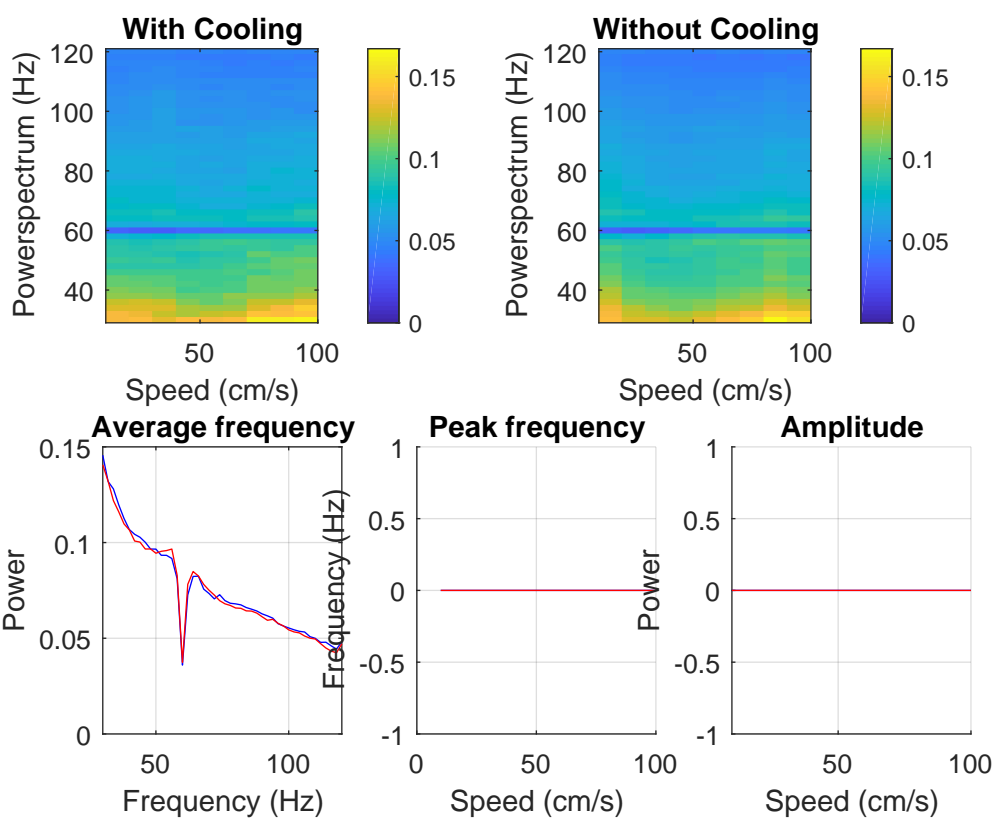 With Cooling
Without Cooling
Powerspectrum (Hz)
120
100
80
60
40
50
100
Speed (cm/s)
0.15
0.1
0.05
0
Powerspectrum (Hz)
120
100
80
60
40
50
100
Speed (cm/s)
0.15
0.1
0.05
0
Average frequency
Power
0.15
0.1
0.05
0
50
100
Frequency (Hz)
Peak frequency
Frequency (Hz)
1
0.5
0
-0.5
-1
0
50
100
Speed (cm/s)
Amplitude
Power
1
0.5
0
-0.5
-1
50
100
Speed (cm/s)